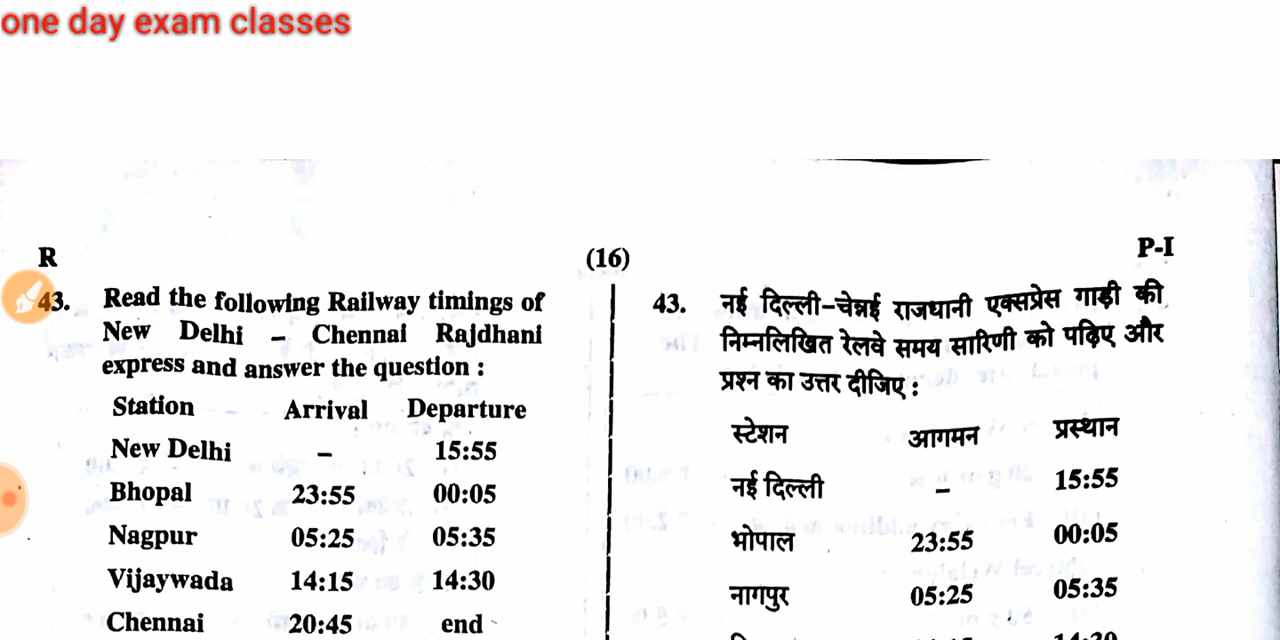 one day exam classes
R (16) P-I
43. Read the following Railway timings of
New Delhi – Chennai Rajdhani
express and answer the question :
Station Arrival Departure
New Delhi – 15:55
Bhopal 23:55 00:05
Nagpur 05:25 05:35
Vijaywada 14:15 14:30
Chennai 20:45 end
43. नई दिल्ली–चेन्नई राजधानी एक्सप्रेस गाड़ी की
निम्नलिखित रेलवे समय सारिणी को पढ़िए और
प्रश्न का उत्तर दीजिए :
स्टेशन आगमन प्रस्थान
नई दिल्ली – 15:55
भोपाल 23:55 00:05
नागपुर 05:25 05:35